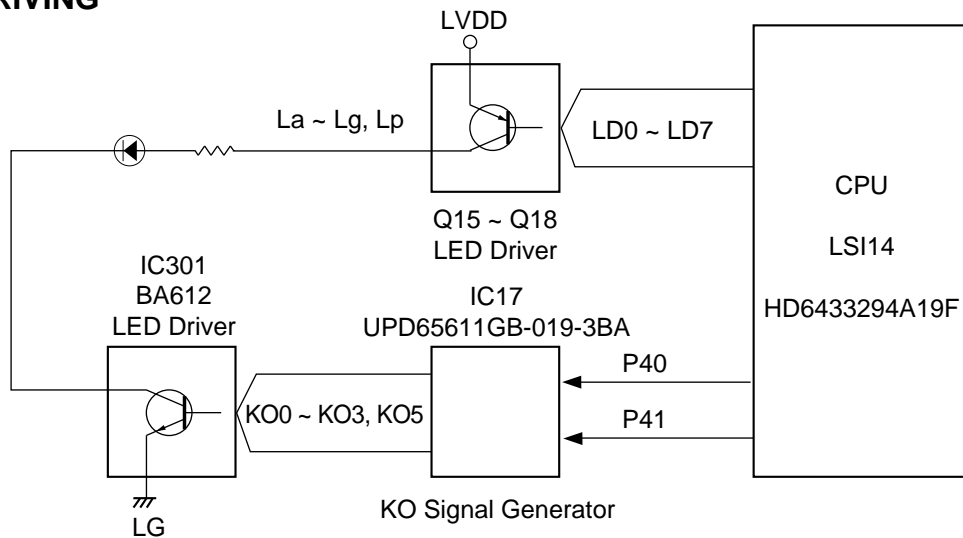 LVDD
La ~ Lg, Lp
LD0 ~ LD7
CPU
LSI14
HD6433294A19F
Q15 ~ Q18
LED Driver
IC301
BA612
LED Driver
IC17
UPD65611GB-019-3BA
P40
KO0 ~ KO3, KO5
P41
KO Signal Generator
LG